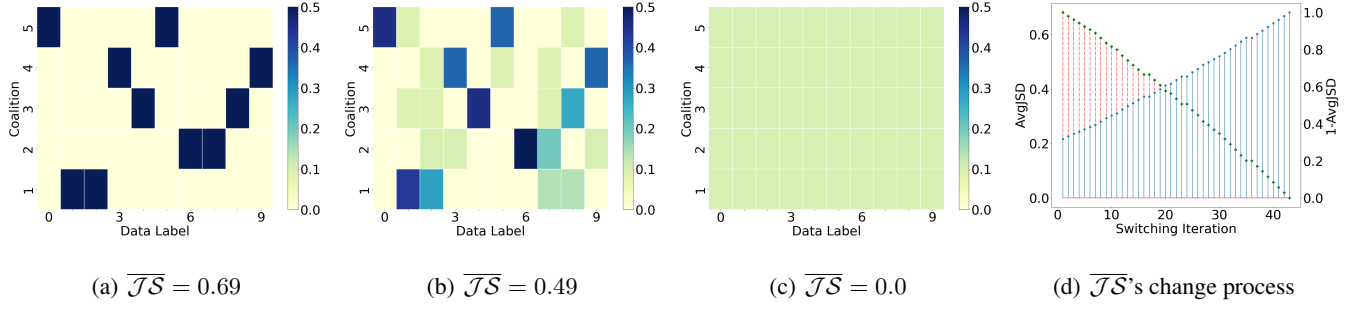 5
4
3
2
1
Coalition
0 3 6 9
Data Label
0.5
0.4
0.3
0.2
0.1
0.0
5
4
3
2
1
Coalition
0 3 6 9
Data Label
0.5
0.4
0.3
0.2
0.1
0.0
5
4
3
2
1
Coalition
0 3 6 9
Data Label
0.5
0.4
0.3
0.2
0.1
0.0
0.6
0.4
0.2
0.0
AvgJSD
0 10 20 30 40
Switching Iteration
1.0
0.8
0.6
0.4
0.2
0.0
1-AvgJSD
(a) $\overline{\mathcal{JS}}$ = 0.69
(b) $\overline{\mathcal{JS}}$ = 0.49
(c) $\overline{\mathcal{JS}}$ = 0.0
(d) $\overline{\mathcal{JS}}$'s change process